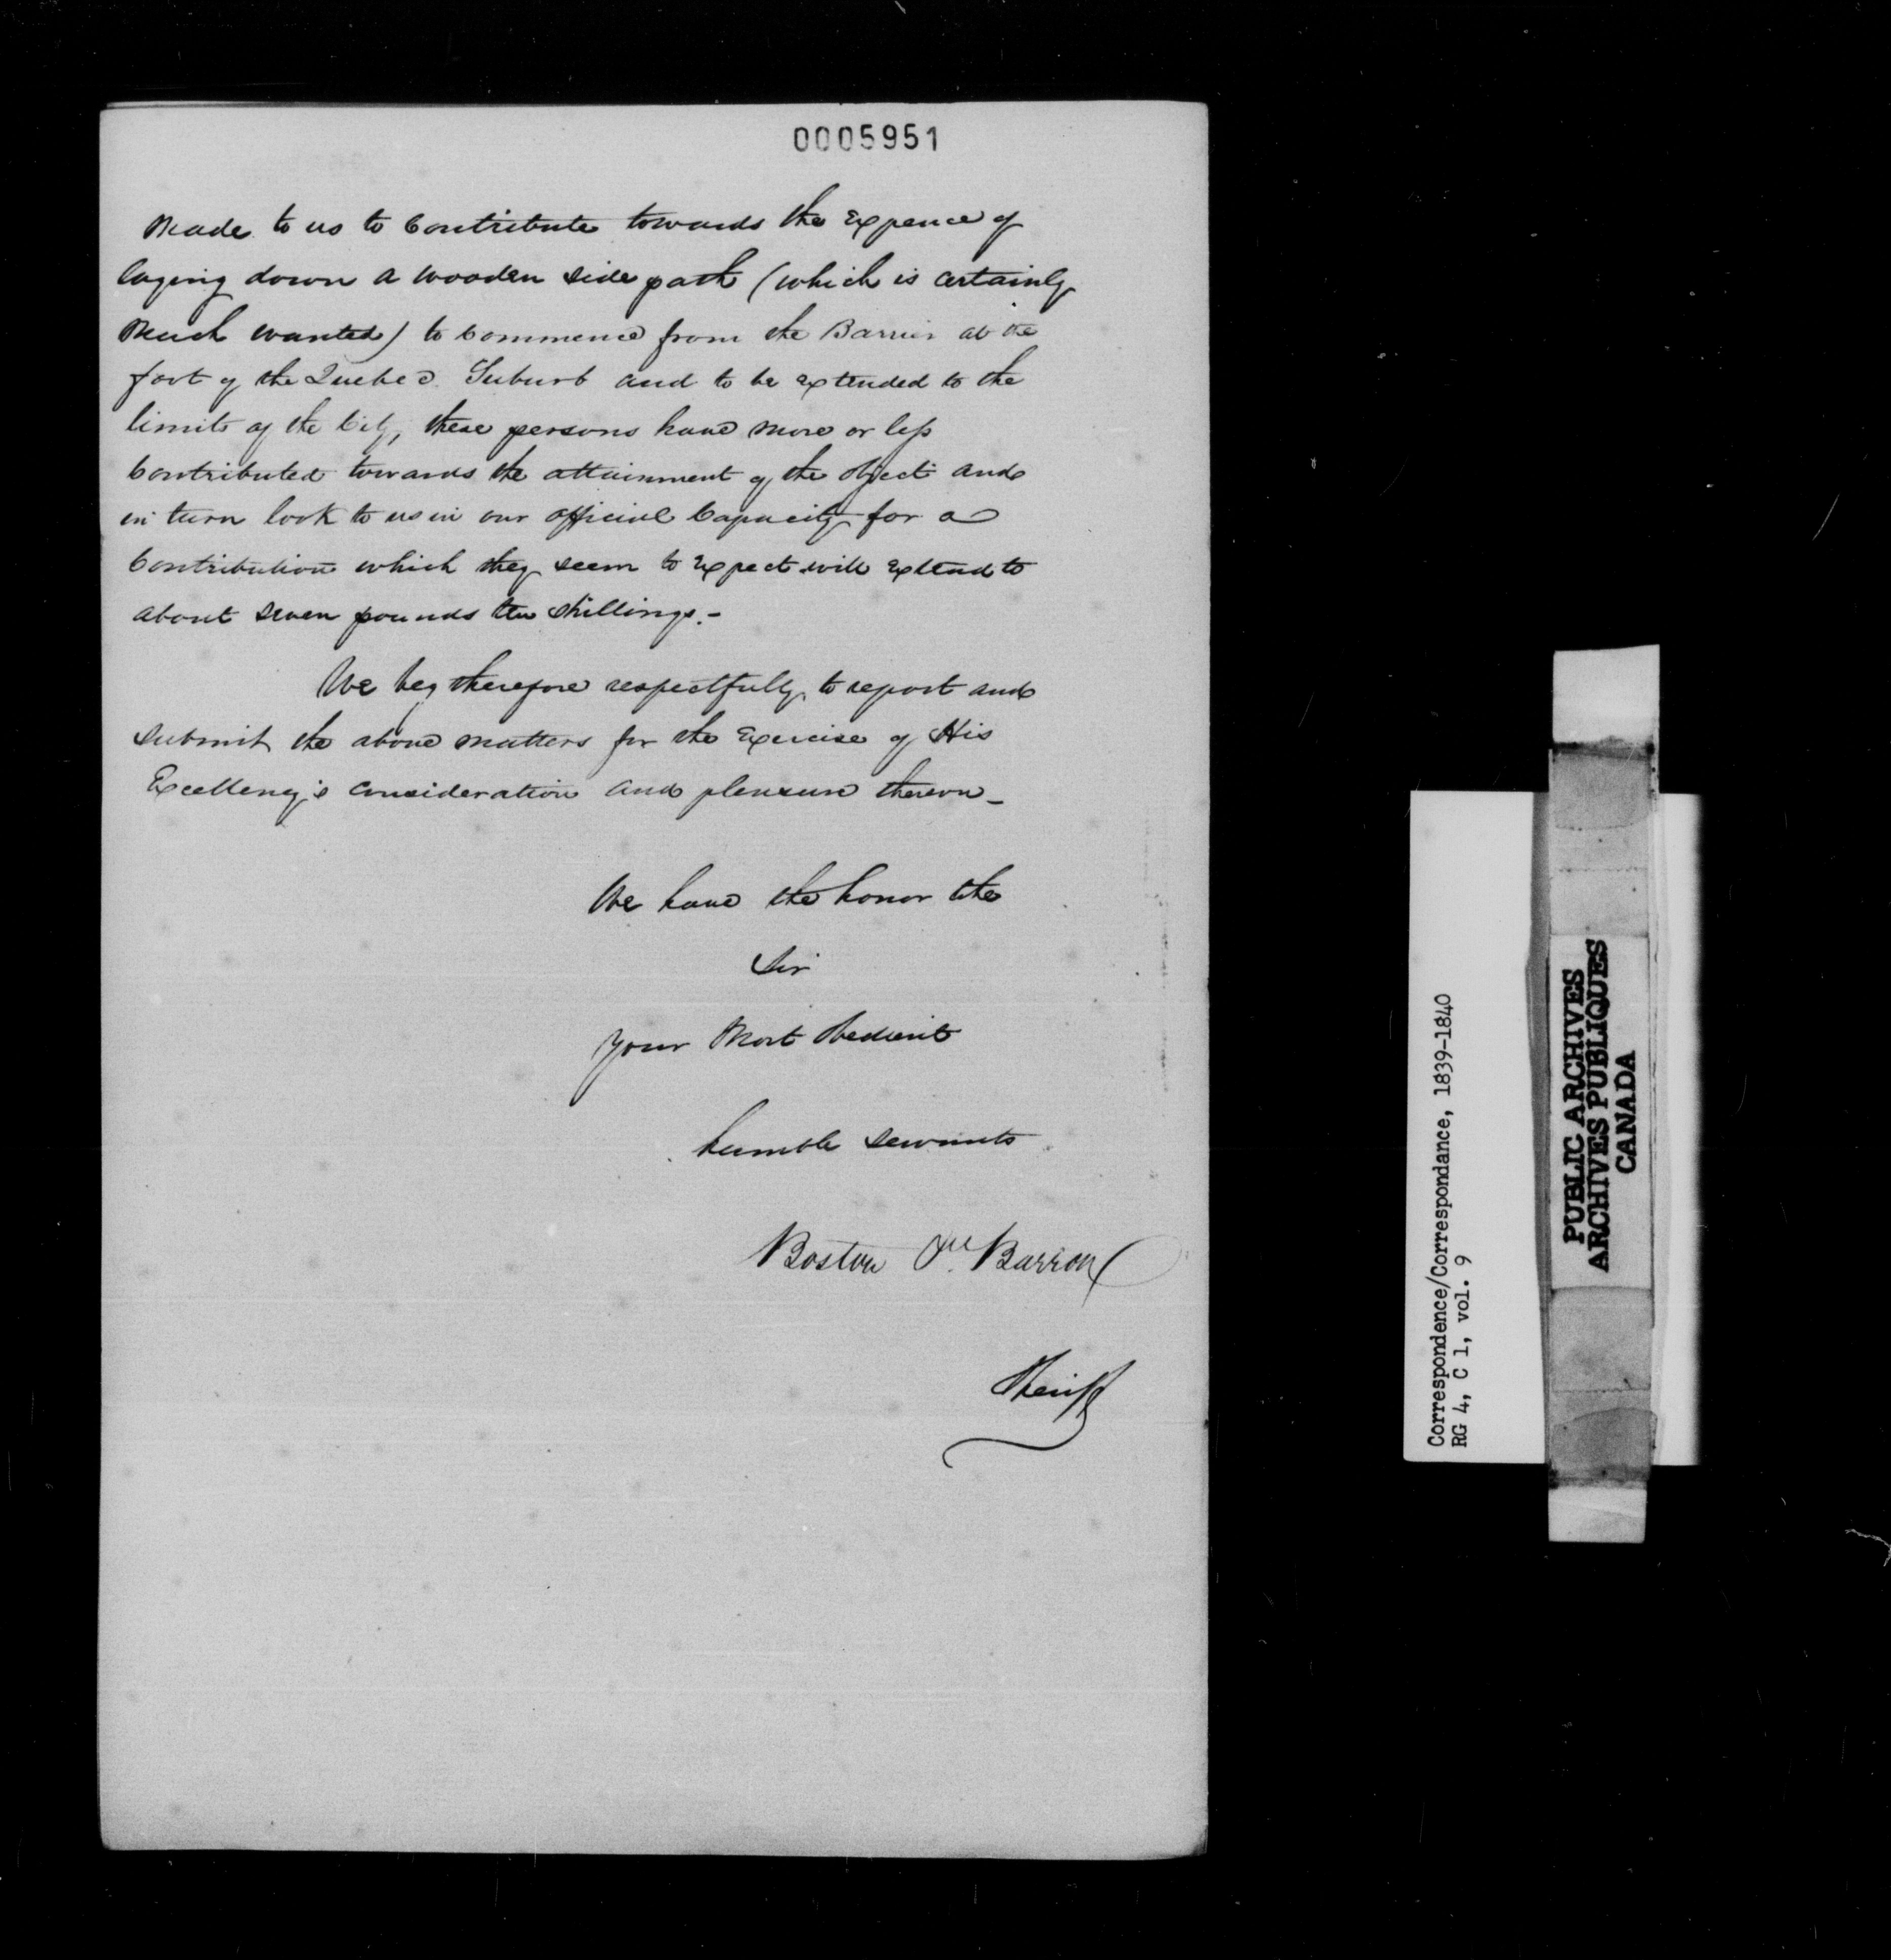 0005951
Made to us to Contribute towards the Expence of
laying down a wooden side path (which is certainly
Much wanted) to Commence from the Barrier at the
foot of the Quebec Suburb and to be extended to the
limits of the City, these persons have more or less
Contributed towards the attainment of the object and
in turn look to us in our official Capacity for a
Contribution which they seem to Expect will Extend to
about seven pounds ten shillings.-
We beg therefore respectfully to report and
submit the above matters for the Exercise of His
Excellency's consideration and pleasure thereon_
We have the honor to be
Sir
Your Most Obedient
humble servants
Boston Barron
Sheriff
Correspondence/Correspondance, 1839-1840
RG 4, C 1, vol. 9
PUBLIC ARCHIVES
ARCHIVES PUBLIQUES
CANADA